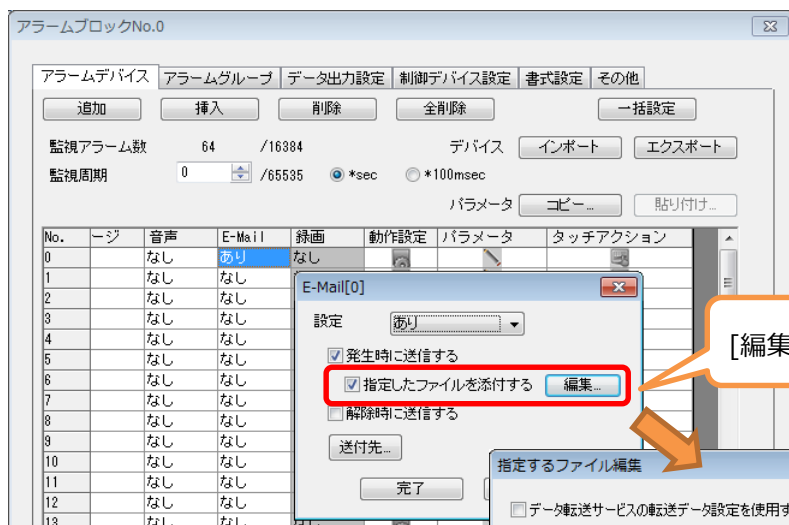 アラームブロックNo.0
アラームデバイス アラームグループ データ出力設定 制御デバイス設定 書式設定 その他
追加 挿入 削除 全削除 一括設定
監視アラーム数 64 /16384 デバイス インポート エクスポート
監視周期 0 /65535 *sec *100msec
パラメータ コピー... 貼り付け...
No. ージ 音声 E-Mail 録画 動作設定 パラメータ タッチアクション
0 なし あり なし
1 なし なし
2 なし なし
3 なし なし
4 なし なし
5 なし なし
6 なし なし
7 なし なし
8 なし なし
9 なし なし
10 なし なし
11 なし なし
12 なし なし
13 なし なし
E-Mail[0]
設定 あり
発生時に送信する
指定したファイルを添付する 編集...
解除時に送信する
送付先...
完了
[編集
指定するファイル編集
データ転送サービスの転送データ設定を使用す